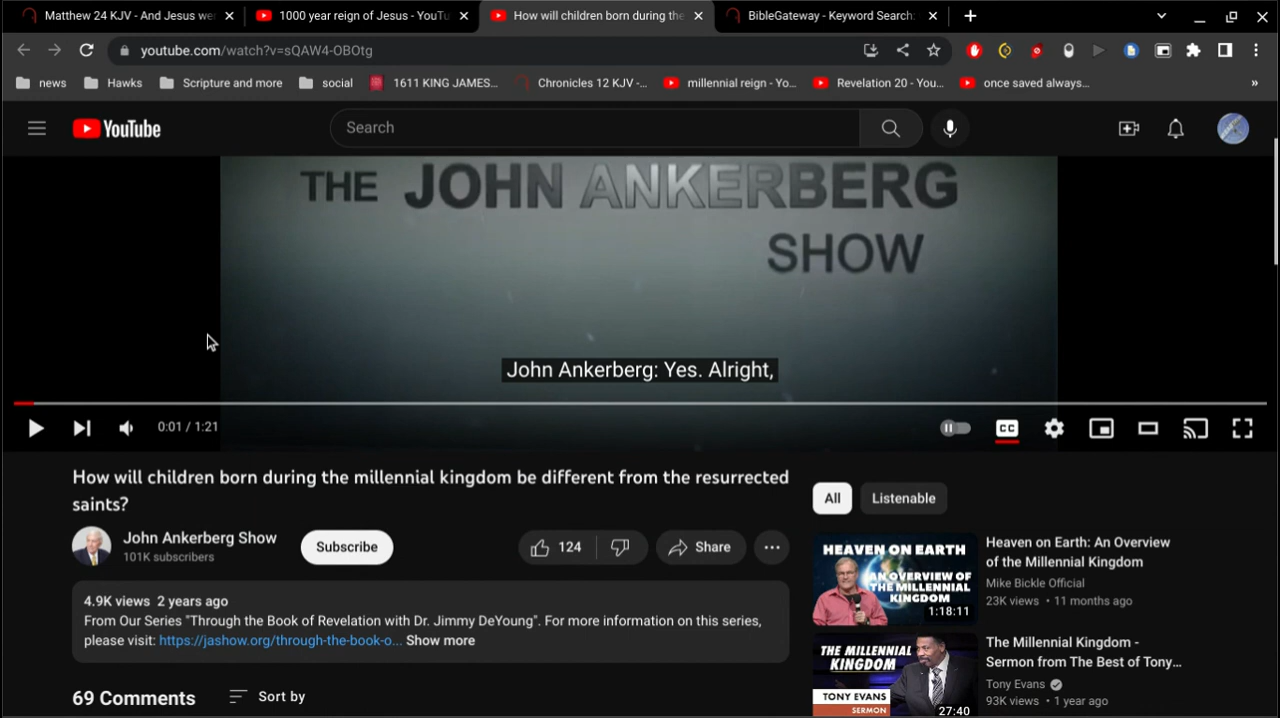 Matthew 24 KJV - And Jesus we
1000 year reign of Jesus - YouTu
How will children born during the
BibleGateway - Keyword Search:
youtube.com/watch?v=sQAW4-OBOtg
news
Hawks
Scripture and more
social
1611 KING JAMES...
Chronicles 12 KJV -...
millennial reign - Yo...
Revelation 20 - You...
once saved always...
»
YouTube
Search
THE JOHN ANKERBERG
SHOW
John Ankerberg: Yes. Alright,
0:01 / 1:21
CC
How will children born during the millennial kingdom be different from the resurrected
saints?
John Ankerberg Show
101K subscribers
Subscribe
124
Share
4.9K views 2 years ago
From Our Series "Through the Book of Revelation with Dr. Jimmy DeYoung". For more information on this series,
please visit: https://jashow.org/through-the-book-o... Show more
69 Comments
Sort by
All
Listenable
HEAVEN ON EARTH
AN OVERVIEW OF
THE MILLENNIAL
KINGDOM
1:18:11
Heaven on Earth: An Overview
of the Millennial Kingdom
Mike Bickle Official
23K views • 11 months ago
THE MILLENNIAL
KINGDOM
TONY EVANS
SERMON
27:40
The Millennial Kingdom -
Sermon from The Best of Tony...
Tony Evans
93K views • 1 year ago